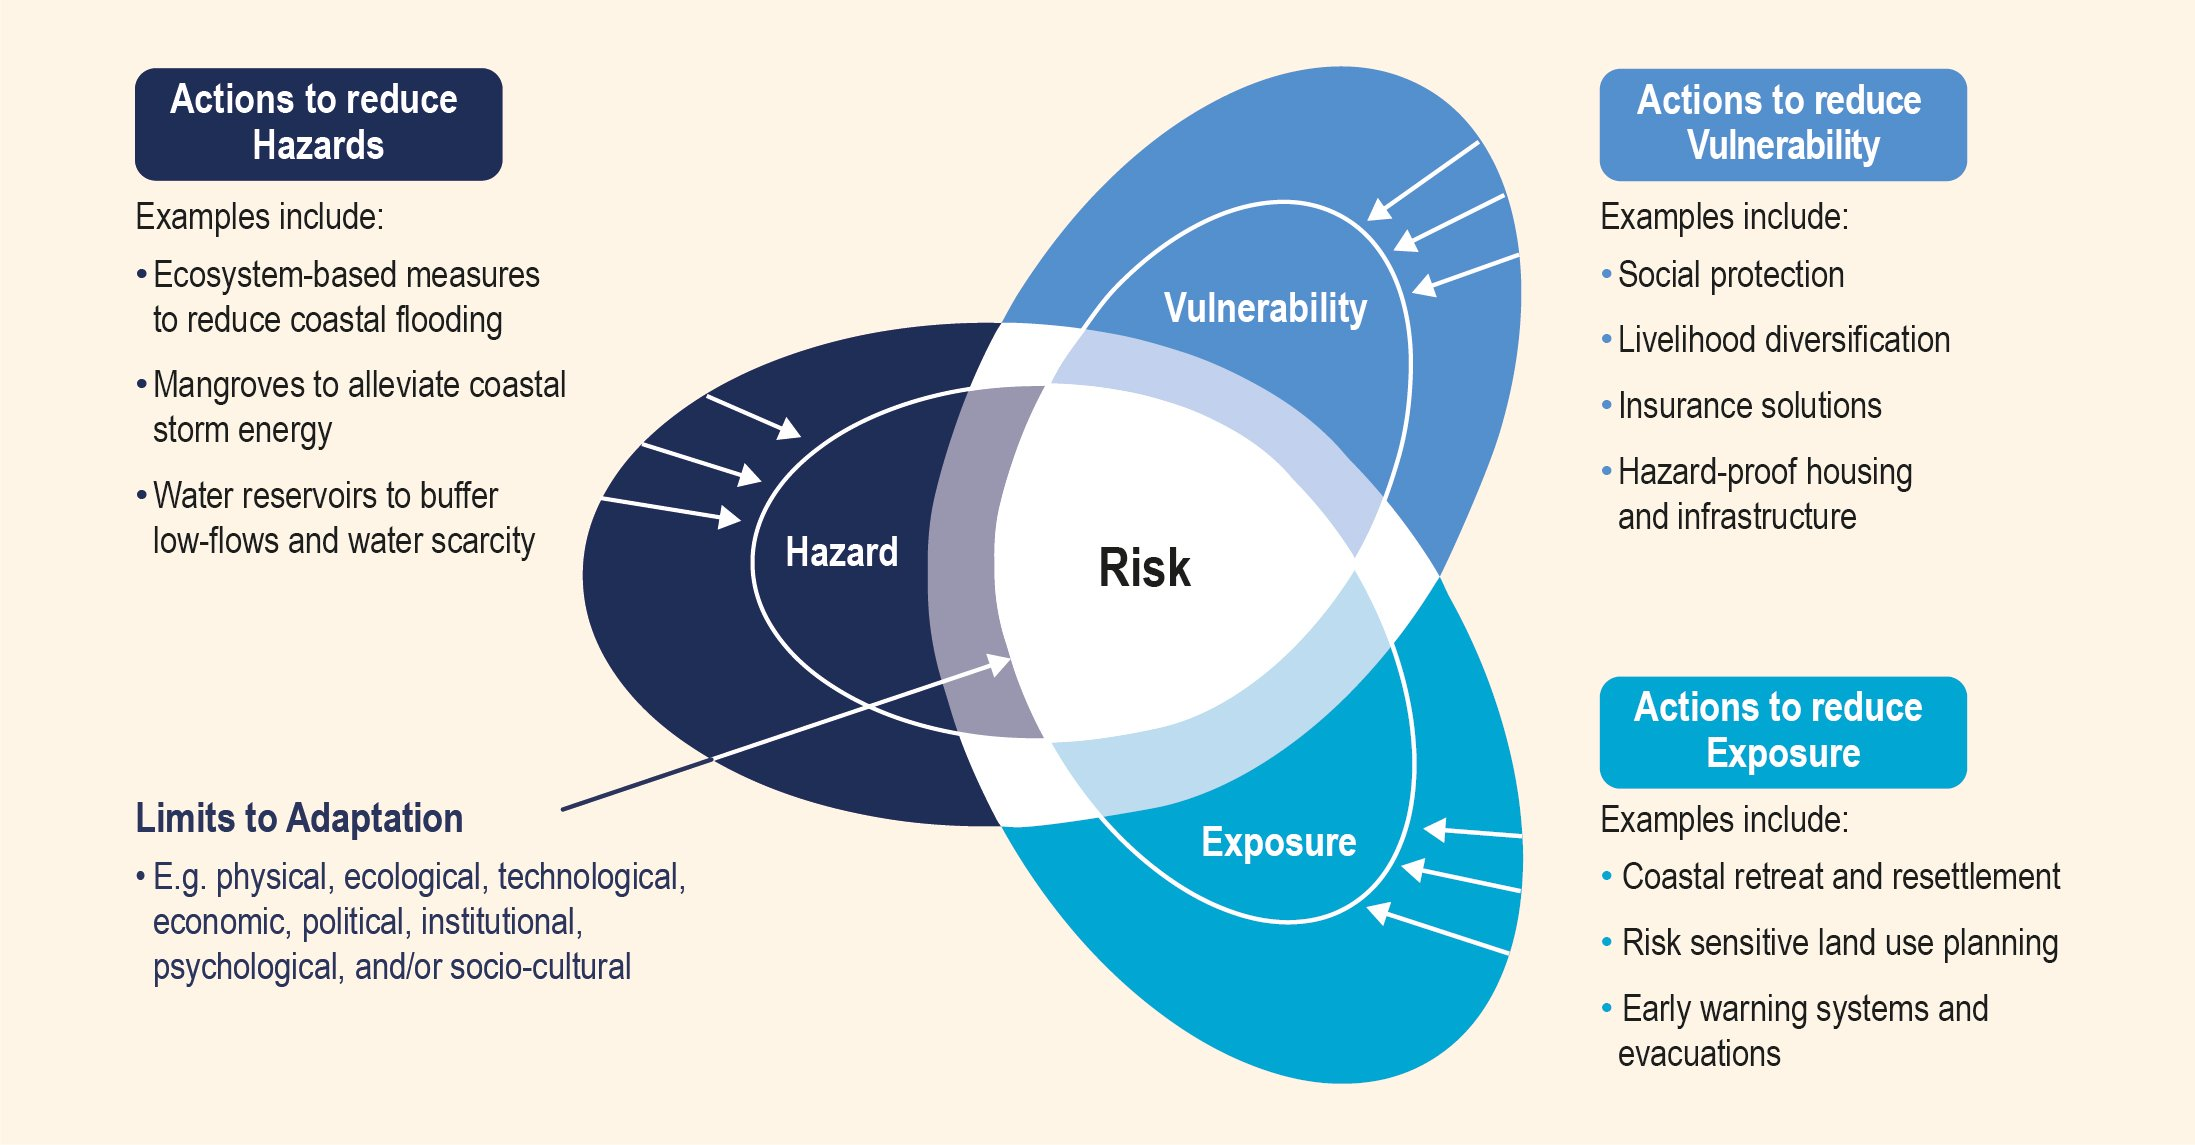 Actions to reduce
Hazards
Examples include:
• Ecosystem-based measures
to reduce coastal flooding
• Mangroves to alleviate coastal
storm energy
• Water reservoirs to buffer
low-flows and water scarcity
Limits to Adaptation
• E.g. physical, ecological, technological,
economic, political, institutional,
psychological, and/or socio-cultural
Vulnerability
Hazard
Risk
Exposure
Actions to reduce
Vulnerability
Examples include:
• Social protection
• Livelihood diversification
• Insurance solutions
• Hazard-proof housing
and infrastructure
Actions to reduce
Exposure
Examples include:
• Coastal retreat and resettlement
• Risk sensitive land use planning
• Early warning systems and
evacuations